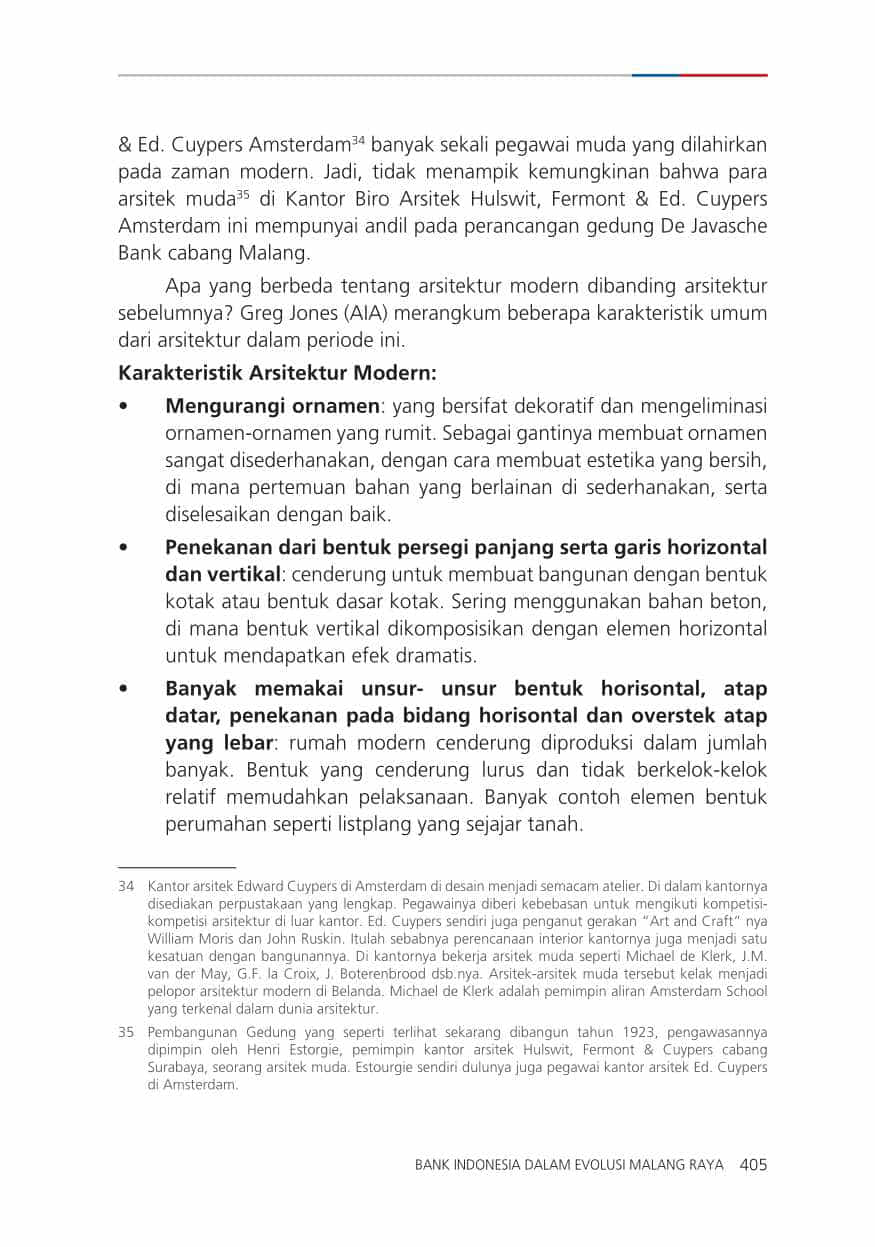 & Ed. Cuypers Amsterdam³⁴ banyak sekali pegawai muda yang dilahirkan
pada zaman modern. Jadi, tidak menampik kemungkinan bahwa para
arsitek muda³⁵ di Kantor Biro Arsitek Hulswit, Fermont & Ed. Cuypers
Amsterdam ini mempunyai andil pada perancangan gedung De Javasche
Bank cabang Malang.
Apa yang berbeda tentang arsitektur modern dibanding arsitektur
sebelumnya? Greg Jones (AIA) merangkum beberapa karakteristik umum
dari arsitektur dalam periode ini.
Karakteristik Arsitektur Modern:
• Mengurangi ornamen: yang bersifat dekoratif dan mengeliminasi
ornamen-ornamen yang rumit. Sebagai gantinya membuat ornamen
sangat disederhanakan, dengan cara membuat estetika yang bersih,
di mana pertemuan bahan yang berlainan di sederhanakan, serta
diselesaikan dengan baik.
• Penekanan dari bentuk persegi panjang serta garis horizontal
dan vertikal: cenderung untuk membuat bangunan dengan bentuk
kotak atau bentuk dasar kotak. Sering menggunakan bahan beton,
di mana bentuk vertikal dikomposisikan dengan elemen horizontal
untuk mendapatkan efek dramatis.
• Banyak memakai unsur- unsur bentuk horisontal, atap
datar, penekanan pada bidang horisontal dan overstek atap
yang lebar: rumah modern cenderung diproduksi dalam jumlah
banyak. Bentuk yang cenderung lurus dan tidak berkelok-kelok
relatif memudahkan pelaksanaan. Banyak contoh elemen bentuk
perumahan seperti listplang yang sejajar tanah.
34 Kantor arsitek Edward Cuypers di Amsterdam di desain menjadi semacam atelier. Di dalam kantornya
disediakan perpustakaan yang lengkap. Pegawainya diberi kebebasan untuk mengikuti kompetisi-
kompetisi arsitektur di luar kantor. Ed. Cuypers sendiri juga penganut gerakan “Art and Craft” nya
William Moris dan John Ruskin. Itulah sebabnya perencanaan interior kantornya juga menjadi satu
kesatuan dengan bangunannya. Di kantornya bekerja arsitek muda seperti Michael de Klerk, J.M.
van der May, G.F. la Croix, J. Boterenbrood dsb.nya. Arsitek-arsitek muda tersebut kelak menjadi
pelopor arsitektur modern di Belanda. Michael de Klerk adalah pemimpin aliran Amsterdam School
yang terkenal dalam dunia arsitektur.
35 Pembangunan Gedung yang seperti terlihat sekarang dibangun tahun 1923, pengawasannya
dipimpin oleh Henri Estorgie, pemimpin kantor arsitek Hulswit, Fermont & Cuypers cabang
Surabaya, seorang arsitek muda. Estourgie sendiri dulunya juga pegawai kantor arsitek Ed. Cuypers
di Amsterdam.
BANK INDONESIA DALAM EVOLUSI MALANG RAYA 405